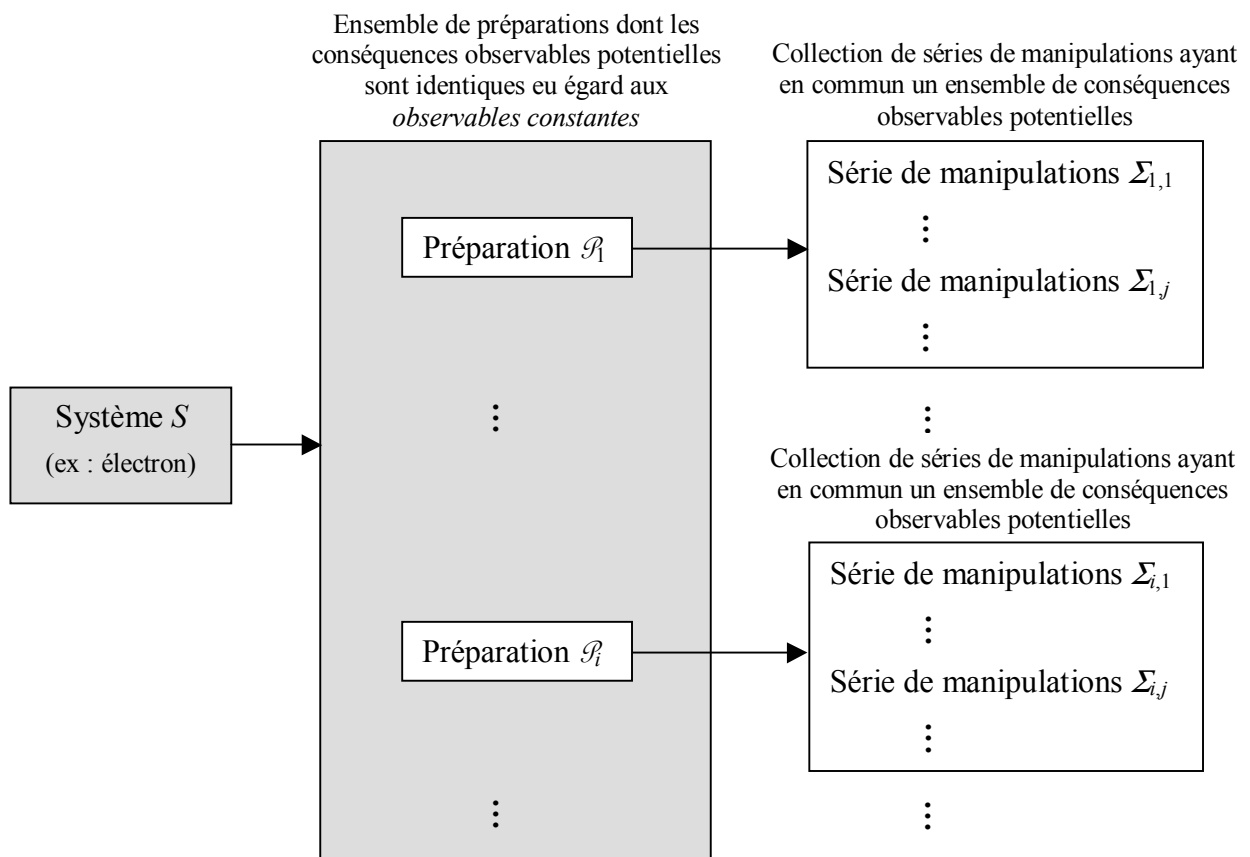 Ensemble de préparations dont les
conséquences observables potentielles
sont identiques eu égard aux
observables constantes
Collection de séries de manipulations ayant
en commun un ensemble de conséquences
observables potentielles
Série de manipulations Σ1,1
⋮
Préparation 𝒫1
Série de manipulations Σ1,j
⋮
Système S
(ex : électron)
⋮
⋮
Collection de séries de manipulations ayant
en commun un ensemble de conséquences
observables potentielles
Série de manipulations Σi,1
⋮
Préparation 𝒫i
Série de manipulations Σi,j
⋮
⋮
⋮